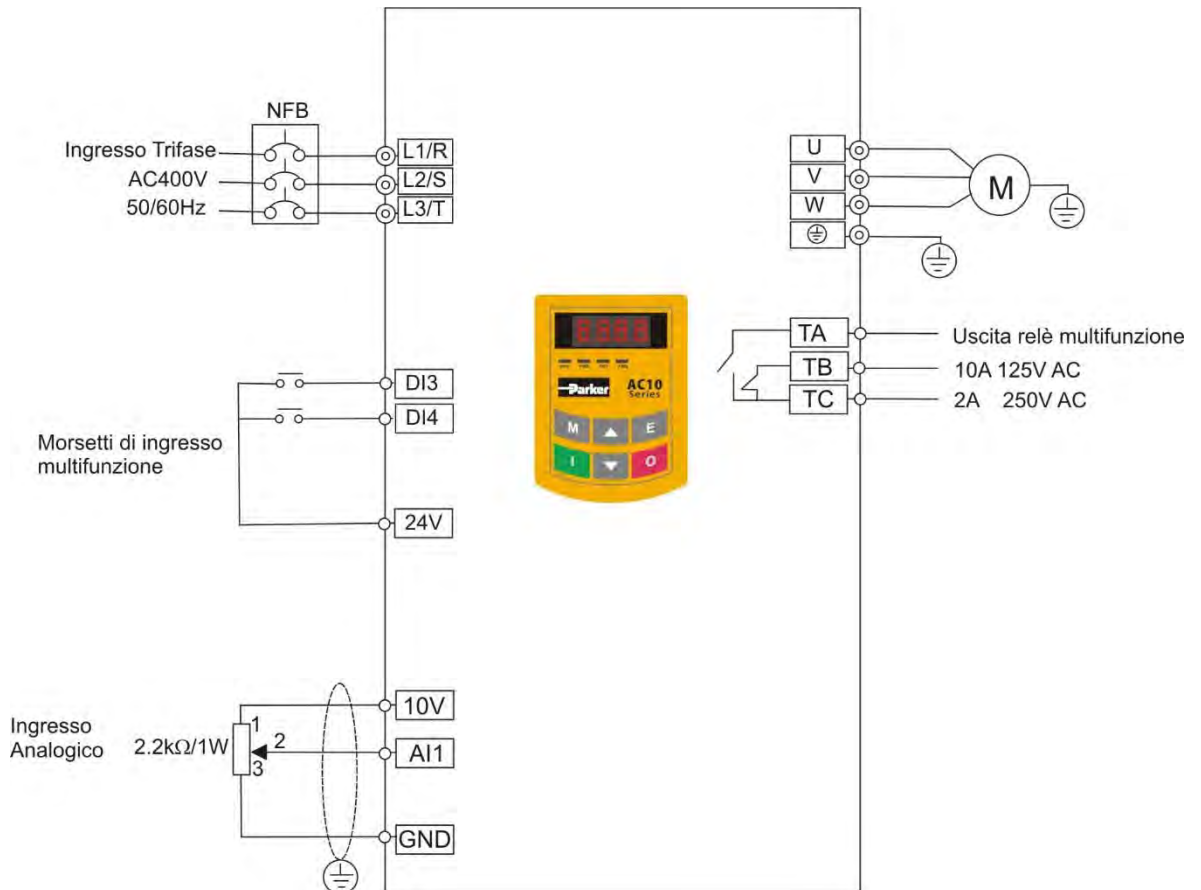 NFB
Ingresso Trifase
AC400V
50/60Hz
L1/R
L2/S
L3/T
U
V
W
M
TA
TB
TC
Uscita relè multifunzione
10A 125V AC
2A 250V AC
Parker
AC10
Series
M
E
I
O
DI3
DI4
24V
Morsetti di ingresso
multifunzione
Ingresso
Analogico
2.2kΩ/1W
1
2
3
10V
AI1
GND